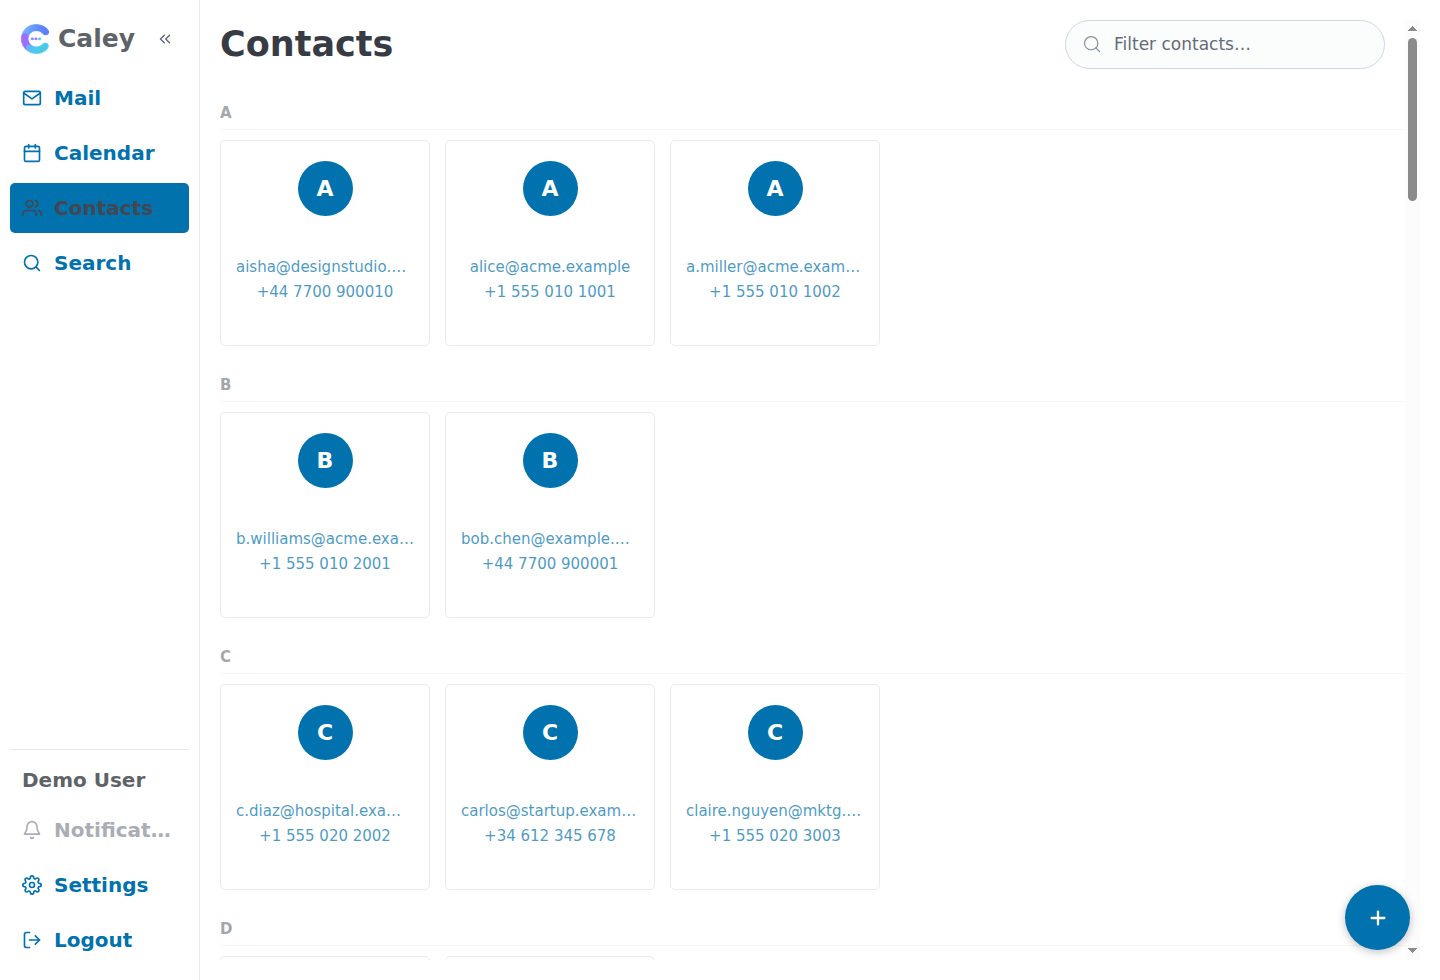 Caley
Mail
Calendar
Contacts
Search
Demo User
Notificat...
Settings
Logout
Contacts
Filter contacts...
A
A
aisha@designstudio....
+44 7700 900010
A
alice@acme.example
+1 555 010 1001
A
a.miller@acme.exam...
+1 555 010 1002
B
B
b.williams@acme.exa...
+1 555 010 2001
B
bob.chen@example....
+44 7700 900001
C
C
c.diaz@hospital.exa...
+1 555 020 2002
C
carlos@startup.exam...
+34 612 345 678
C
claire.nguyen@mktg....
+1 555 020 3003
D